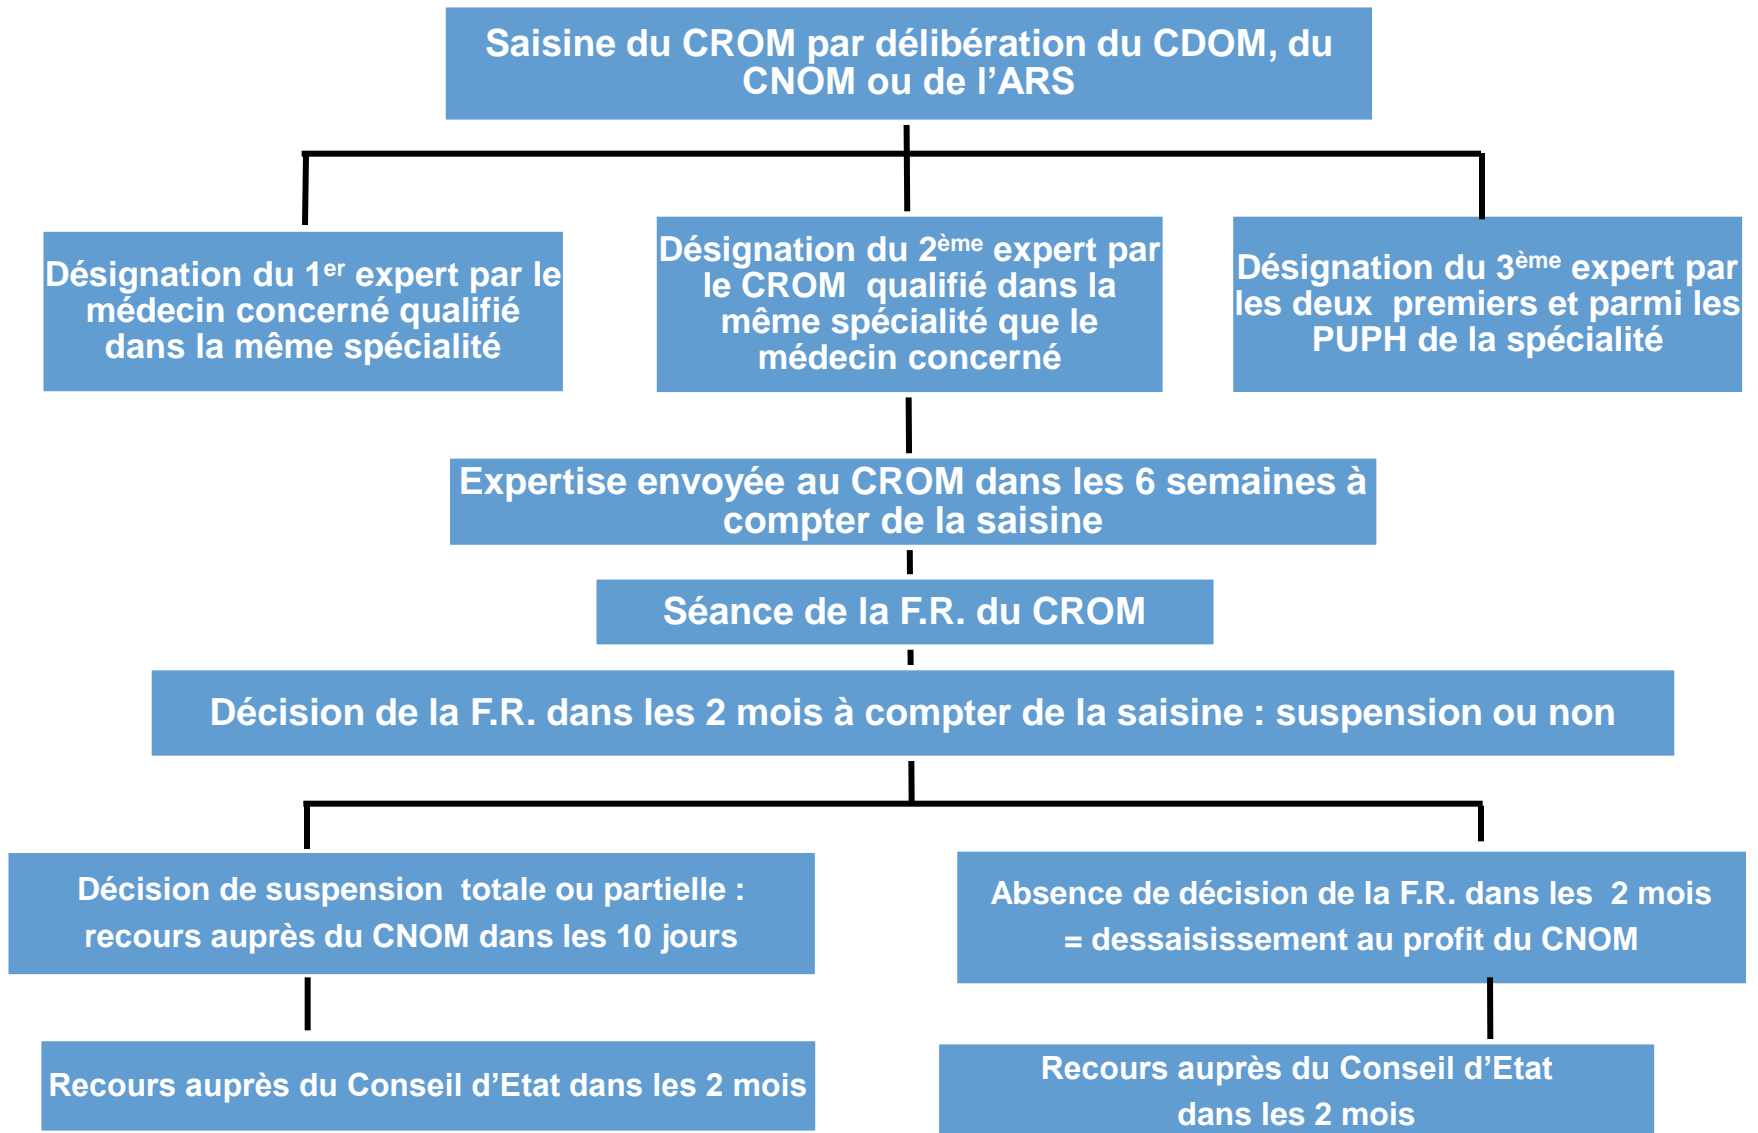 Saisine du CROM par délibération du CDOM, du
CNOM ou de l’ARS
Désignation du 1er expert par le
médecin concerné qualifié
dans la même spécialité
Désignation du 2ème expert par
le CROM qualifié dans la
même spécialité que le
médecin concerné
Désignation du 3ème expert par
les deux premiers et parmi les
PUPH de la spécialité
Expertise envoyée au CROM dans les 6 semaines à
compter de la saisine
Séance de la F.R. du CROM
Décision de la F.R. dans les 2 mois à compter de la saisine : suspension ou non
Décision de suspension totale ou partielle :
recours auprès du CNOM dans les 10 jours
Absence de décision de la F.R. dans les 2 mois
= dessaisissement au profit du CNOM
Recours auprès du Conseil d’Etat dans les 2 mois
Recours auprès du Conseil d’Etat
dans les 2 mois